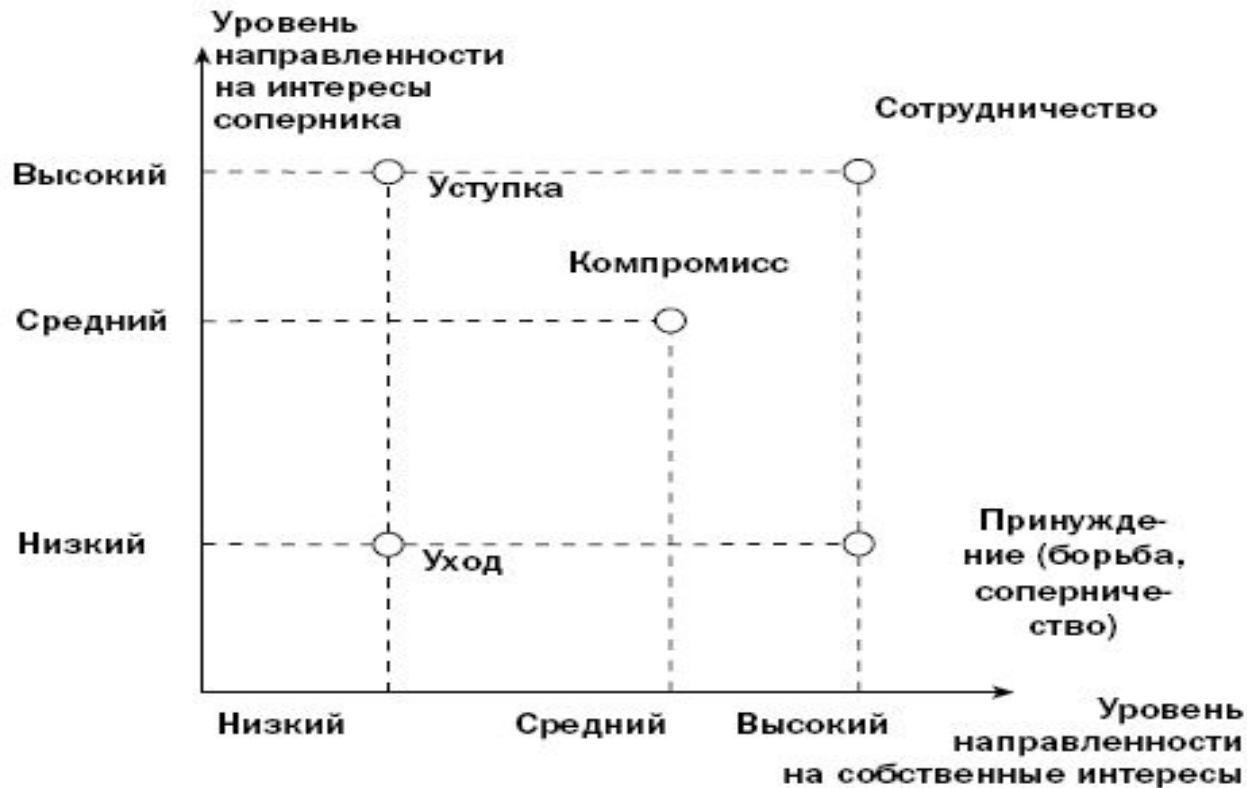 Уровень
направленности
на интересы
соперника
Сотрудничество
Высокий
Уступка
Компромисс
Средний
Низкий
Уход
Принужде-
ние (борьба,
соперниче-
ство)
Низкий
Средний
Высокий
Уровень
направленности
на собственные интересы